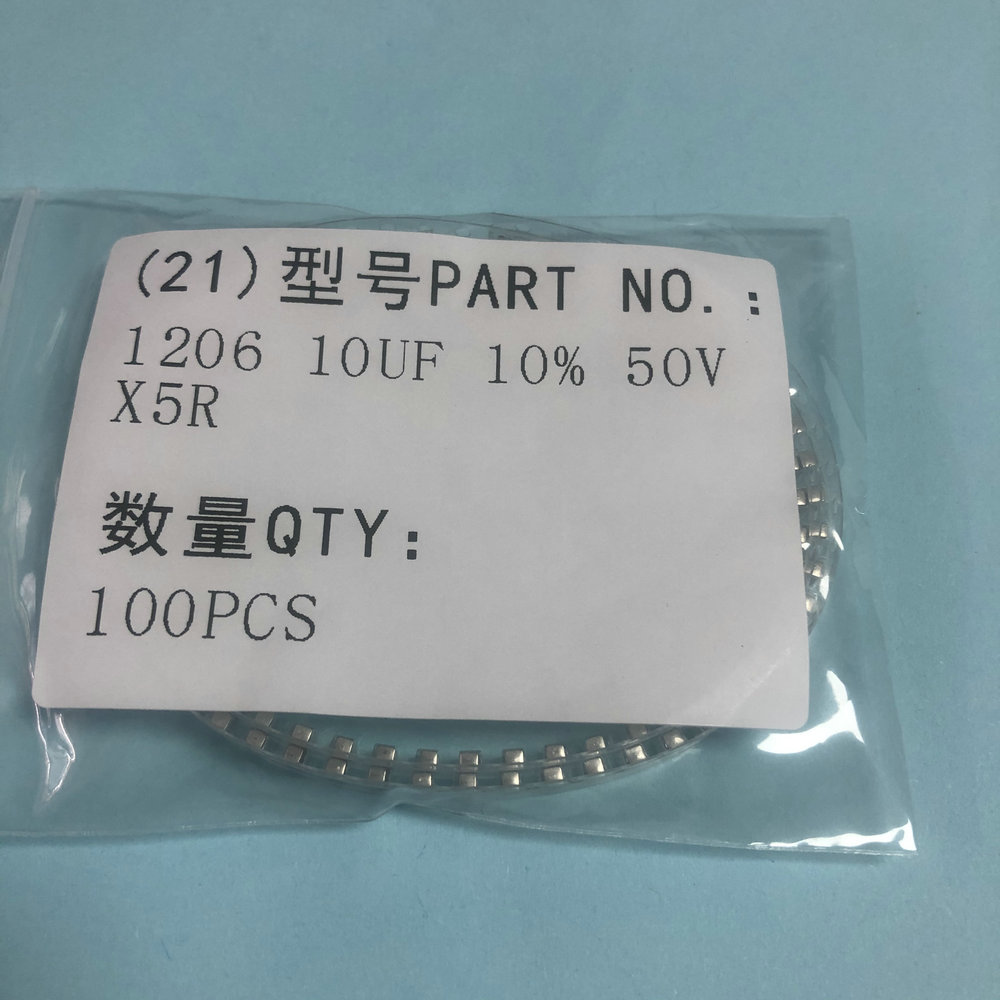 (21)型号PART NO.:
1206 10UF 10% 50V
X5R
数量QTY:
100PCS